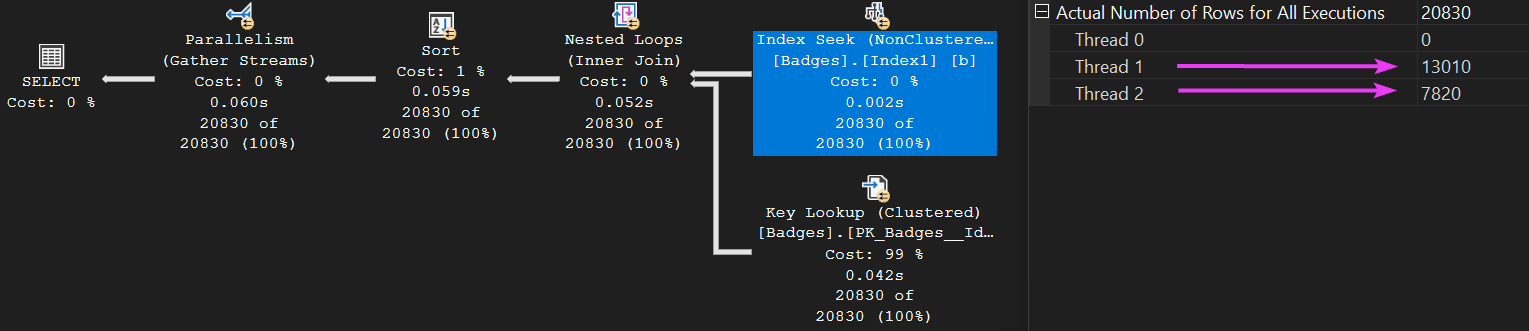 SELECT
Cost: 0 %
Parallelism
(Gather Streams)
Cost: 0 %
0.060s
20830 of
20830 (100%)
Sort
Cost: 1 %
0.059s
20830 of
20830 (100%)
Nested Loops
(Inner Join)
Cost: 0 %
0.052s
20830 of
20830 (100%)
Index Seek (NonClustere…
[Badges].[Index1] [b]
Cost: 0 %
0.002s
20830 of
20830 (100%)
Key Lookup (Clustered)
[Badges].[PK_Badges__Id…
Cost: 99 %
0.042s
20830 of
20830 (100%)
Actual Number of Rows for All Executions 20830
Thread 0 0
Thread 1 13010
Thread 2 7820